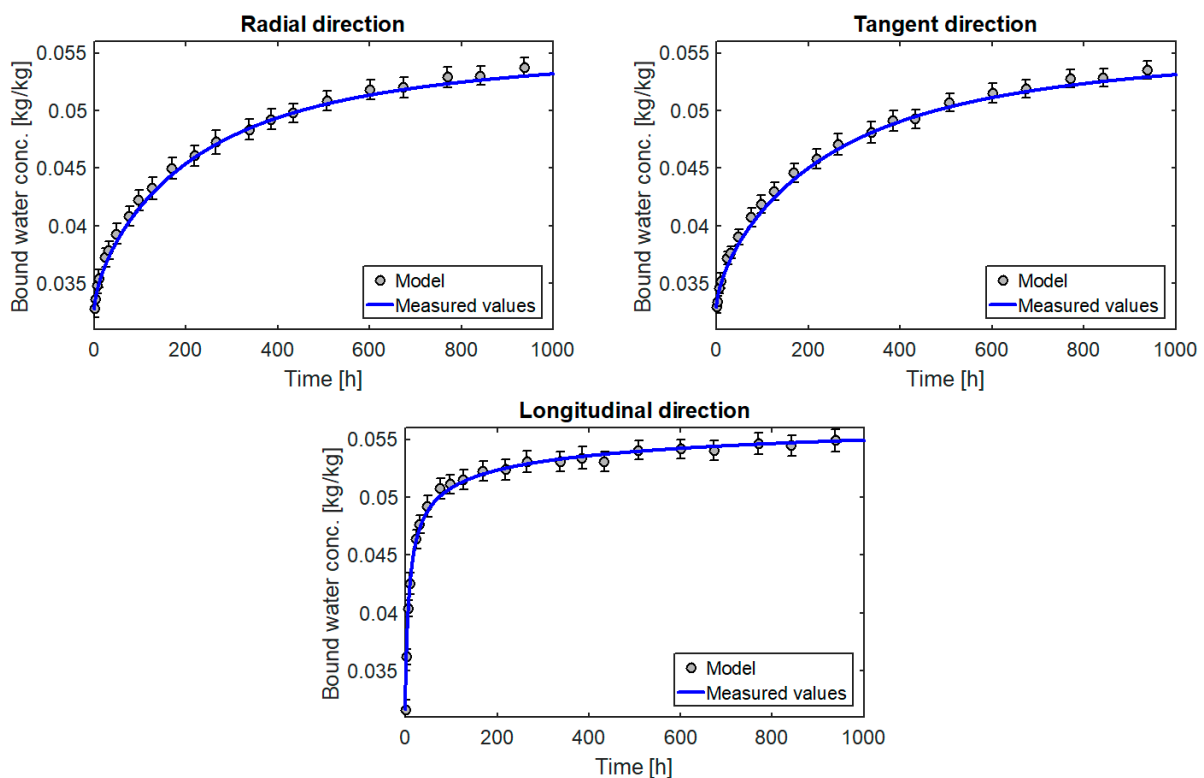 Radial direction
Bound water conc. [kg/kg]
0.055
0.05
0.045
0.04
0.035
Model
Measured values
0 200 400 600 800 1000
Time [h]
Tangent direction
Bound water conc. [kg/kg]
0.055
0.05
0.045
0.04
0.035
Model
Measured values
0 200 400 600 800 1000
Time [h]
Longitudinal direction
Bound water conc. [kg/kg]
0.055
0.05
0.045
0.04
0.035
Model
Measured values
0 200 400 600 800 1000
Time [h]